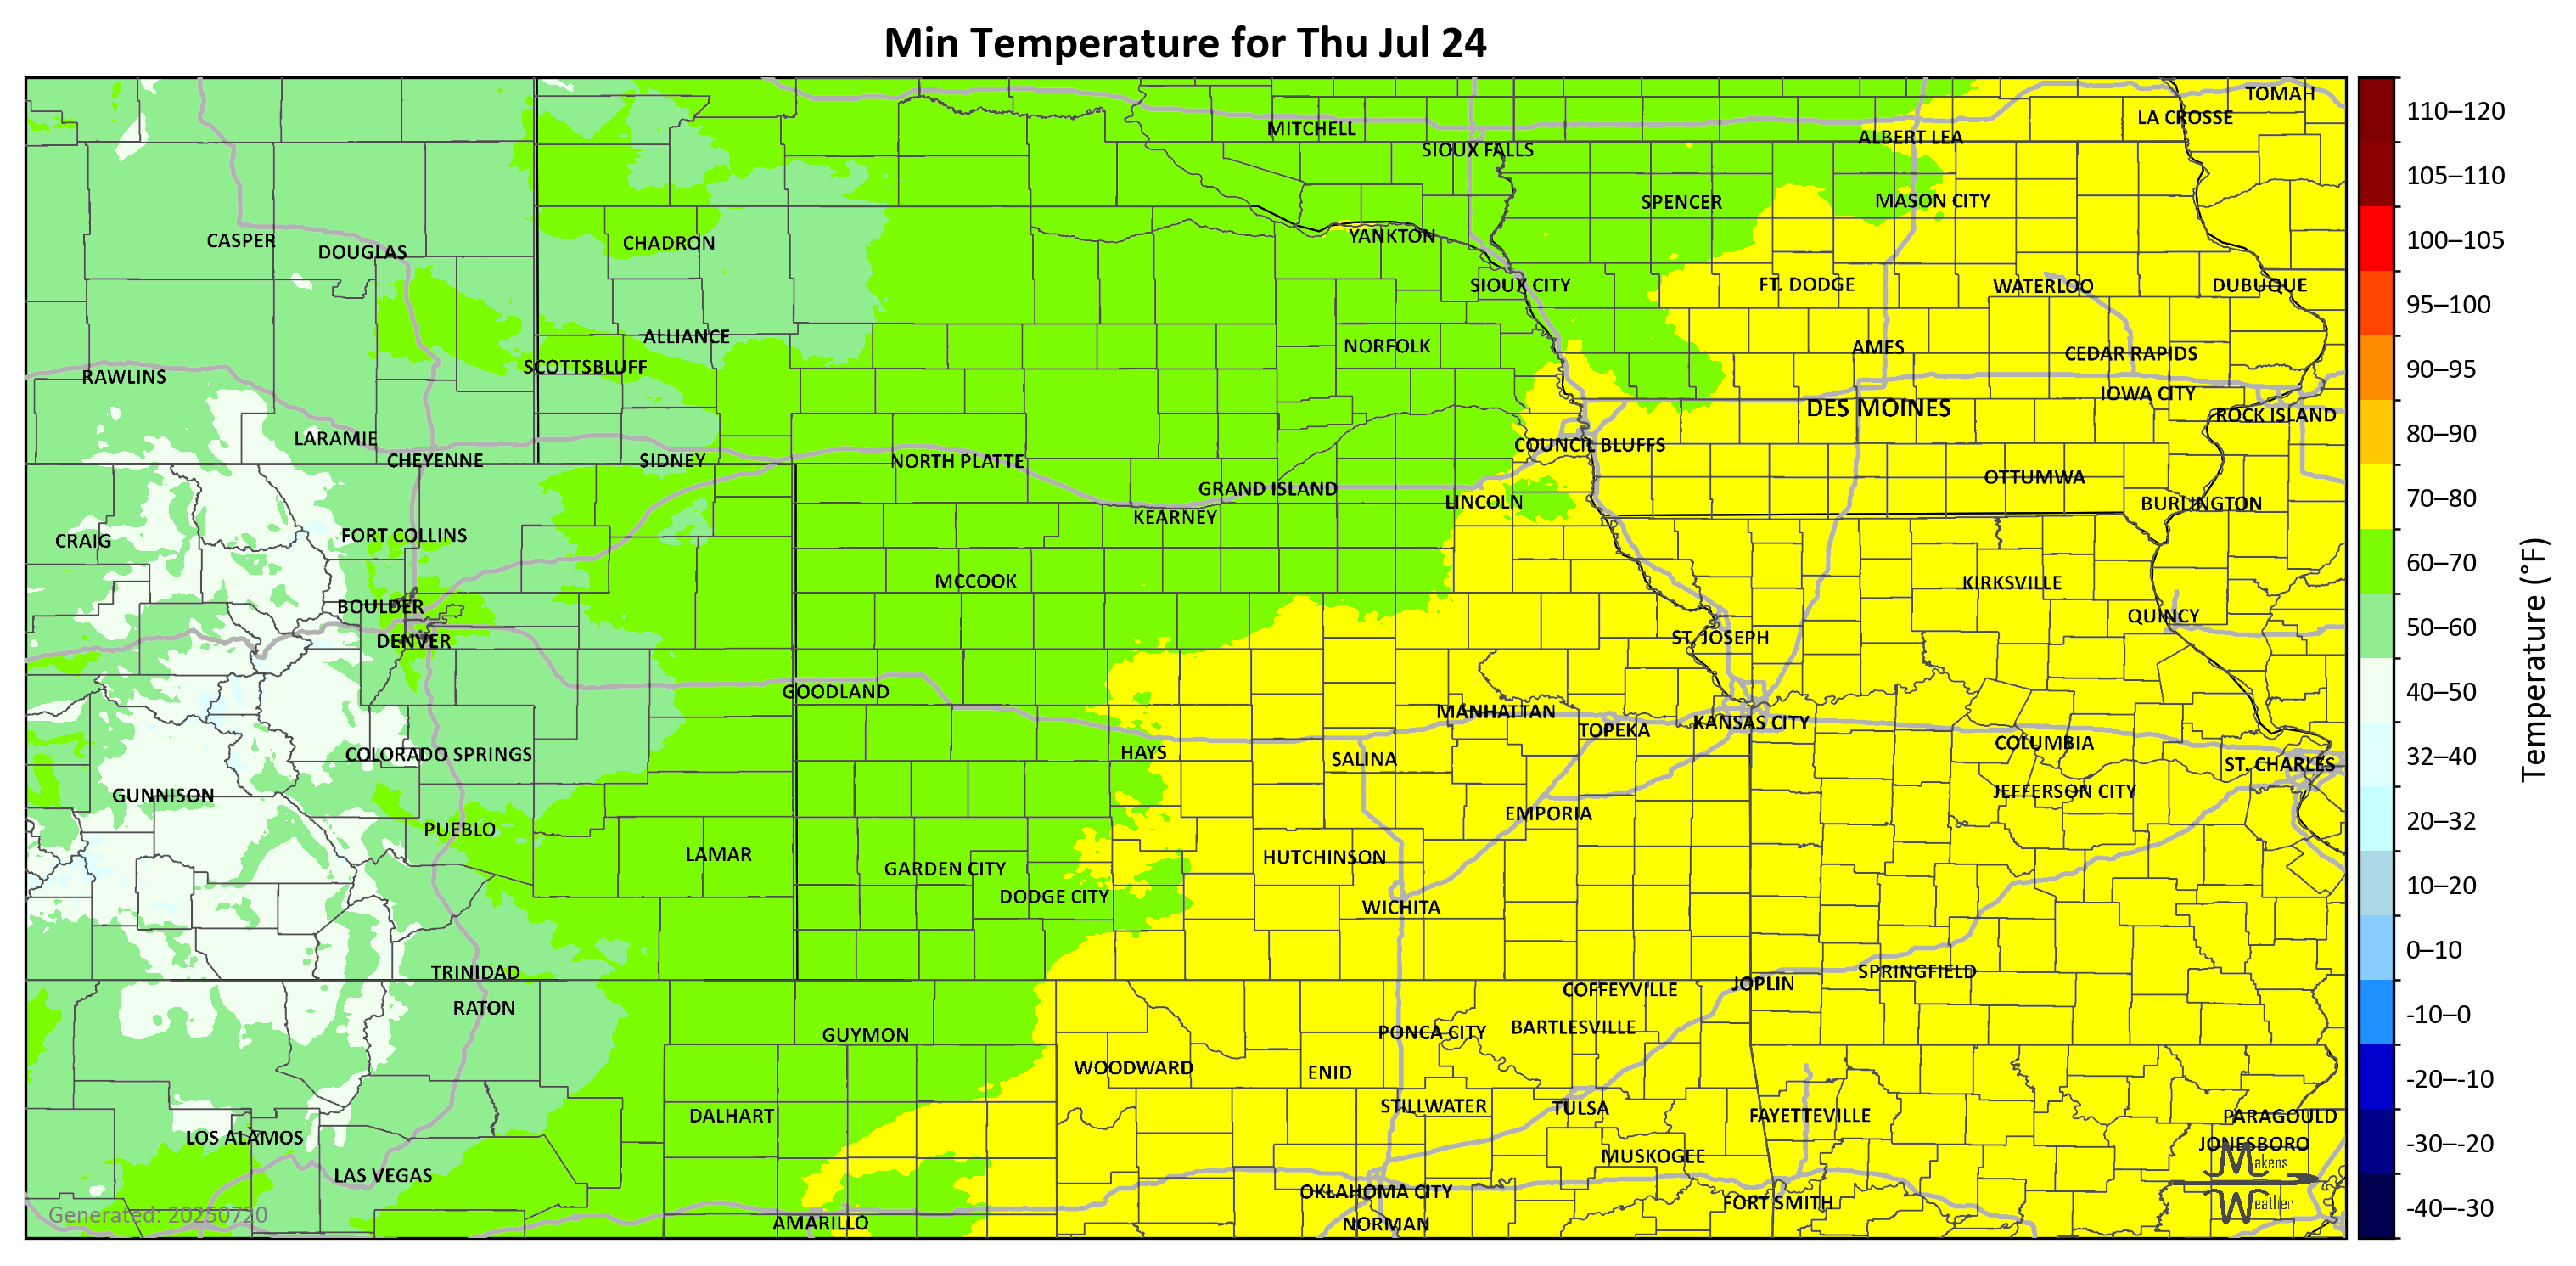 Min Temperature for Thu Jul 24
TOMAH
LA CROSSE
MITCHELL
ALBERT LEA
SIOUX FALLS
SPENCER
MASON CITY
CASPER
DOUGLAS
CHADRON
YANKTON
SIOUX CITY
FT. DODGE
WATERLOO
DUBUQUE
ALLIANCE
NORFOLK
AMES
CEDAR RAPIDS
SCOTTSBLUFF
RAWLINS
IOWA CITY
DES MOINES
ROCK ISLAND
LARAMIE
COUNCIL BLUFFS
CHEYENNE
SIDNEY
NORTH PLATTE
OTTUMWA
GRAND ISLAND
LINCOLN
BURLINGTON
KEARNEY
FORT COLLINS
CRAIG
MCCOOK
KIRKSVILLE
BOULDER
QUINCY
DENVER
ST. JOSEPH
GOODLAND
MANHATTAN
KANSAS CITY
TOPEKA
COLUMBIA
HAYS
COLORADO SPRINGS
SALINA
ST. CHARLES
JEFFERSON CITY
GUNNISON
EMPORIA
PUEBLO
LAMAR
HUTCHINSON
GARDEN CITY
DODGE CITY
WICHITA
TRINIDAD
SPRINGFIELD
JOPLIN
COFFEYVILLE
RATON
BARTLESVILLE
PONCA CITY
GUYMON
WOODWARD
ENID
STILLWATER
TULSA
DALHART
FAYETTEVILLE
PARAGOULD
LOS ALAMOS
JONESBORO
MUSKOGEE
LAS VEGAS
OKLAHOMA CITY
FORT SMITH
AMARILLO
NORMAN
Generated: 20250720
Makens
Weather
110–120
105–110
100–105
95–100
90–95
80–90
70–80
60–70
50–60
40–50
32–40
20–32
10–20
0–10
-10–0
-20–-10
-30–-20
-40–-30
Temperature (°F)